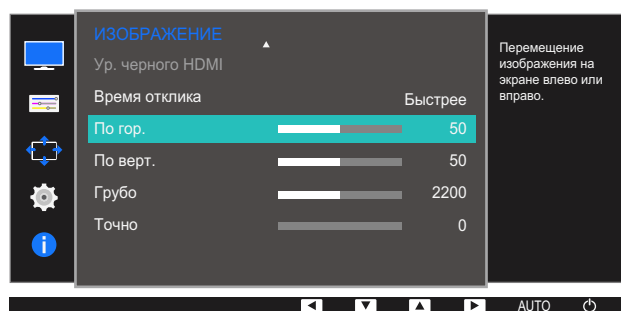 ИЗОБРАЖЕНИЕ
Ур. черного HDMI
Время отклика Быстрее
По гор. 50
По верт. 50
Грубо 2200
Точно 0
Перемещение
изображения на
экране влево или
вправо.
AUTO